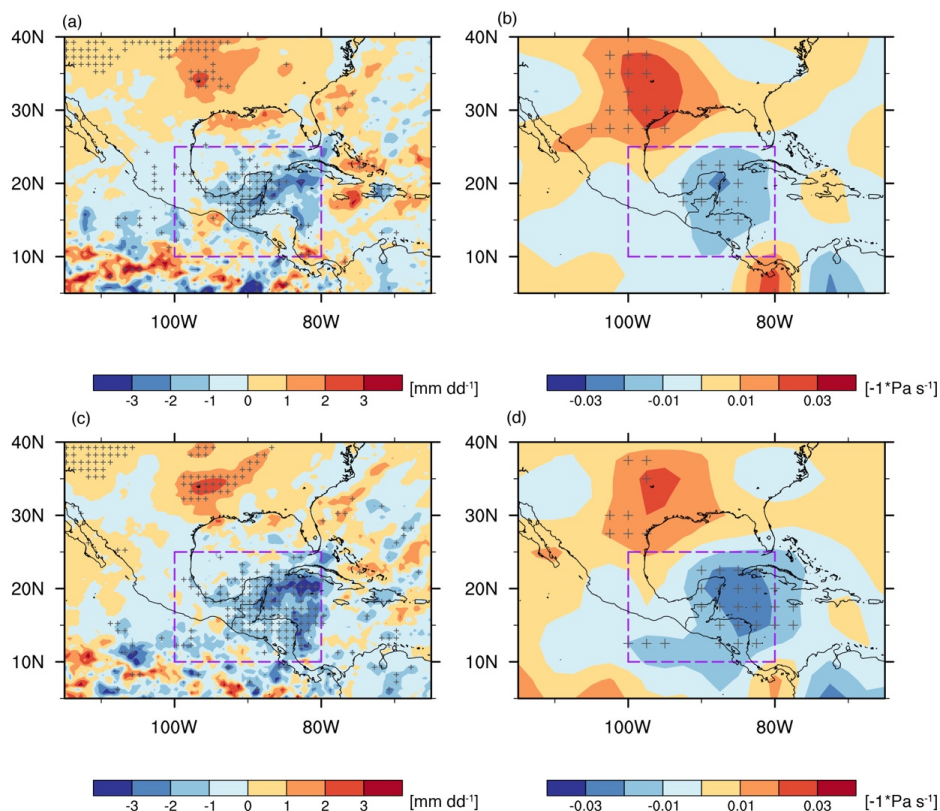 (a)
(b)
40N
30N
20N
10N
100W
80W
40N
30N
20N
10N
100W
80W
-3 -2 -1 0 1 2 3 [mm dd-1]
-0.03 -0.01 0.01 0.03 [-1*Pa s-1]
(c)
(d)
40N
30N
20N
10N
100W
80W
40N
30N
20N
10N
100W
80W
-3 -2 -1 0 1 2 3 [mm dd-1]
-0.03 -0.01 0.01 0.03 [-1*Pa s-1]